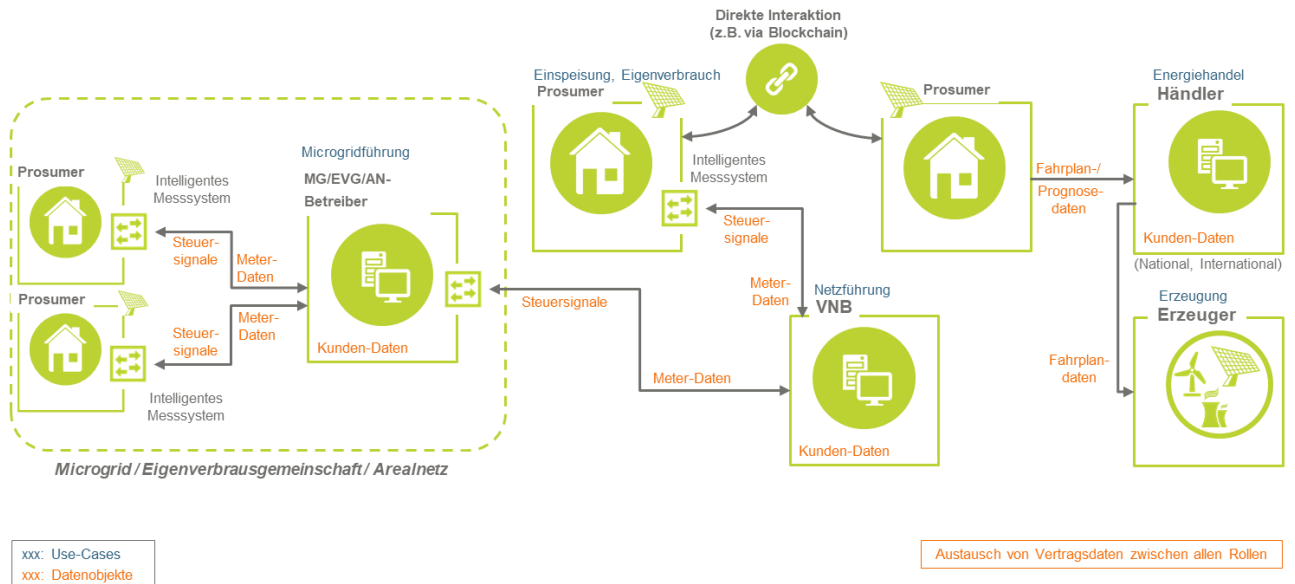 Direkte Interaktion
(z.B. via Blockchain)
Einspeisung, Eigenverbrauch
Prosumer
Prosumer
Energiehandel
Händler
Microgridführung
MG/EVG/AN-
Betreiber
Prosumer
Intelligentes
Messsystem
Intelligentes
Messsystem
Fahrplan-/
Prognose-
daten
Steuer-
signale
Meter-
Daten
Steuer-
signale
Kunden-Daten
(National, International)
Prosumer
Steuer-
signale
Meter-
Daten
Kunden-Daten
Steuersignale
Meter-
Daten
Netzführung
VNB
Erzeugung
Erzeuger
Intelligentes
Messsystem
Meter-Daten
Fahrplan-
daten
Kunden-Daten
Microgrid / Eigenverbrausgemeinschaft / Arealnetz
xxx: Use-Cases
xxx: Datenobjekte
Austausch von Vertragsdaten zwischen allen Rollen